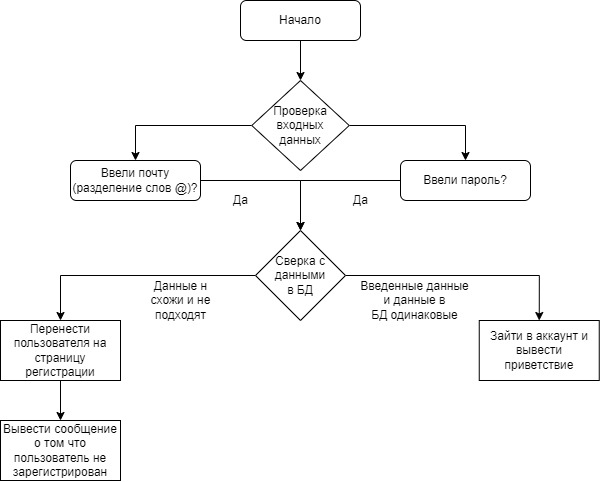 Начало
Проверка
входных
данных
Ввели почту
(разделение слов @)?
Ввели пароль?
Да
Да
Сверка с
данными
в БД
Данные н
схожи и не
подходят
Введенные данные
и данные в
БД одинаковые
Перенести
пользователя на
страницу
регистрации
Зайти в аккаунт и
вывести
приветствие
Вывести сообщение
о том что
пользователь не
зарегистрирован